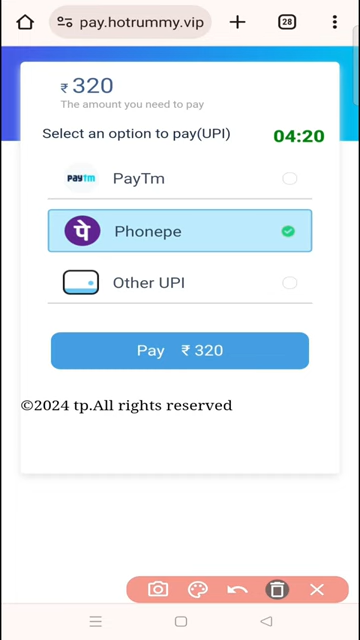 pay.hotrummy.vip
28
₹ 320
The amount you need to pay
Select an option to pay(UPI)
04:20
paytm PayTm
पे Phonepe
Other UPI
Pay ₹ 320
©2024 tp.All rights reserved